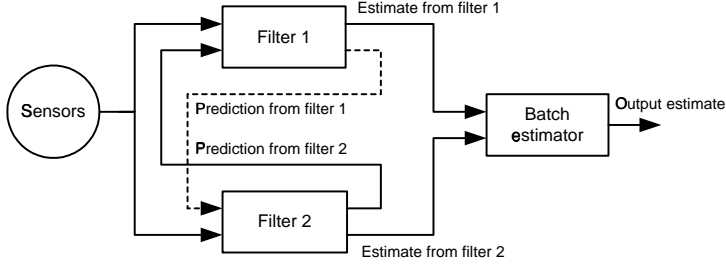 Estimate from filter 1
Filter 1
Sensors
Prediction from filter 1
Prediction from filter 2
Batch
estimator
Output estimate
Filter 2
Estimate from filter 2